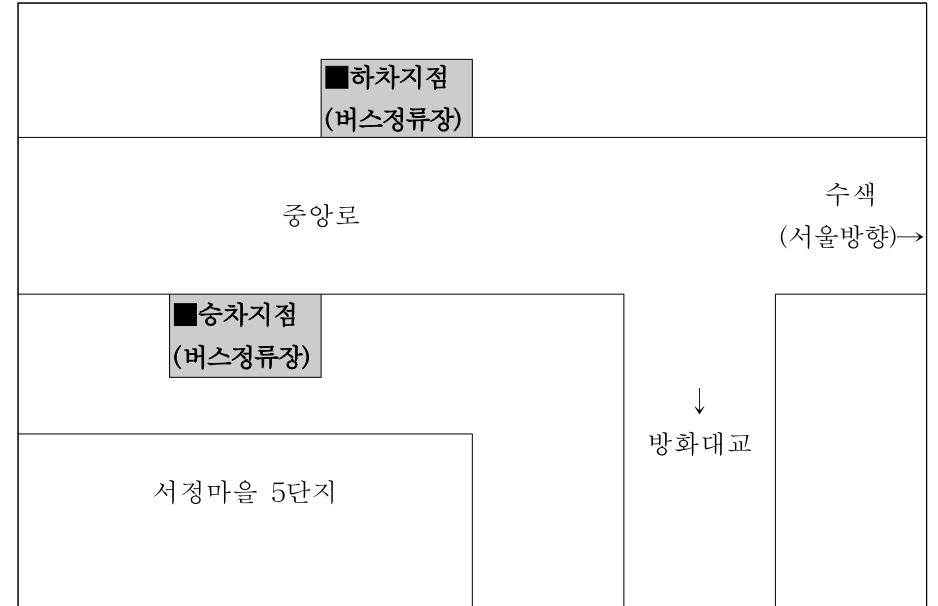 ■하차지점
(버스정류장)
중앙로
수색
(서울방향)→
■승차지점
(버스정류장)
↓
방화대교
서정마을 5단지